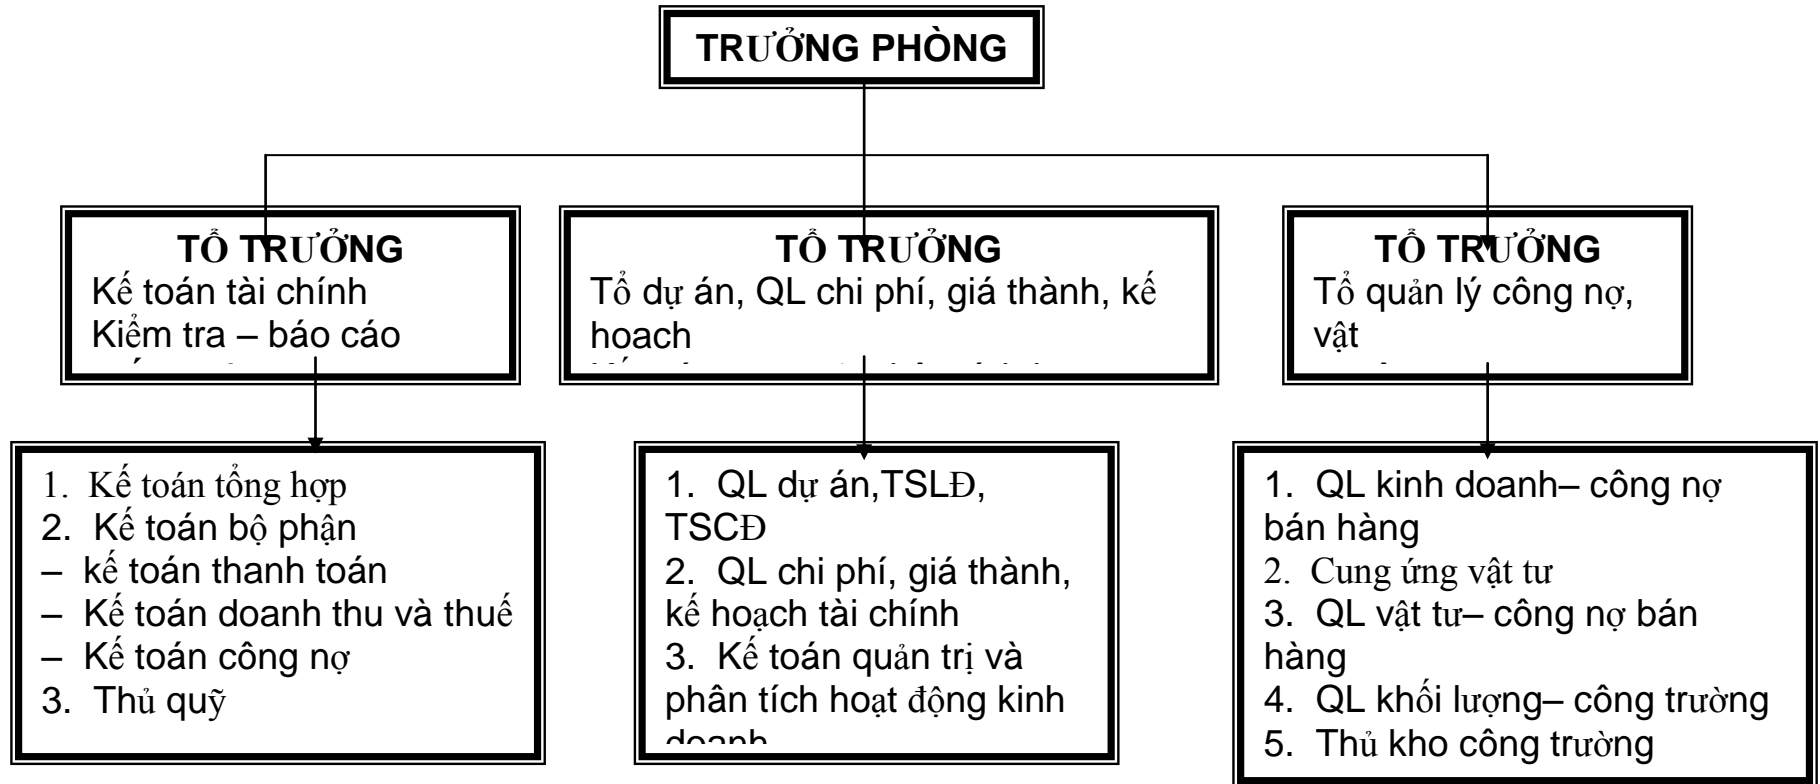 TRƯỞNG PHÒNG
TỔ TRƯỞNG
Kế toán tài chính
Kiểm tra – báo cáo
TỔ TRƯỞNG
Tổ dự án, QL chi phí, giá thành, kế
hoach
TỔ TRƯỞNG
Tổ quản lý công nợ,
vật
1. Kế toán tổng hợp
2. Kế toán bộ phận
– kế toán thanh toán
– Kế toán doanh thu và thuế
– Kế toán công nợ
3. Thủ quỹ
1. QL dự án,TSLĐ,
TSCĐ
2. QL chi phí, giá thành,
kế hoạch tài chính
3. Kế toán quản trị và
phân tích hoạt động kinh
doanh
1. QL kinh doanh– công nợ
bán hàng
2. Cung ứng vật tư
3. QL vật tư– công nợ bán
hàng
4. QL khối lượng– công trường
5. Thủ kho công trường